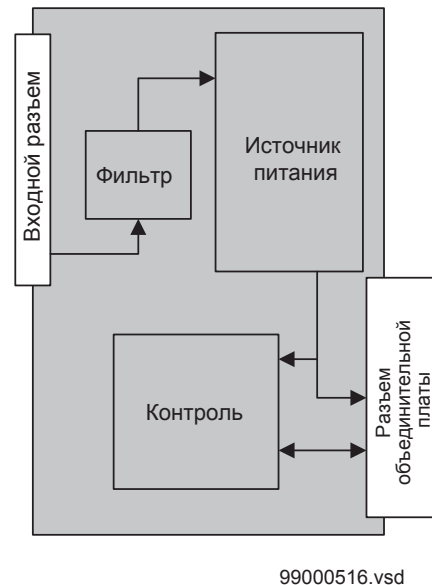 Входной разъем
Фильтр
Источник
питания
Контроль
Разъем
объединительной
платы
99000516.vsd